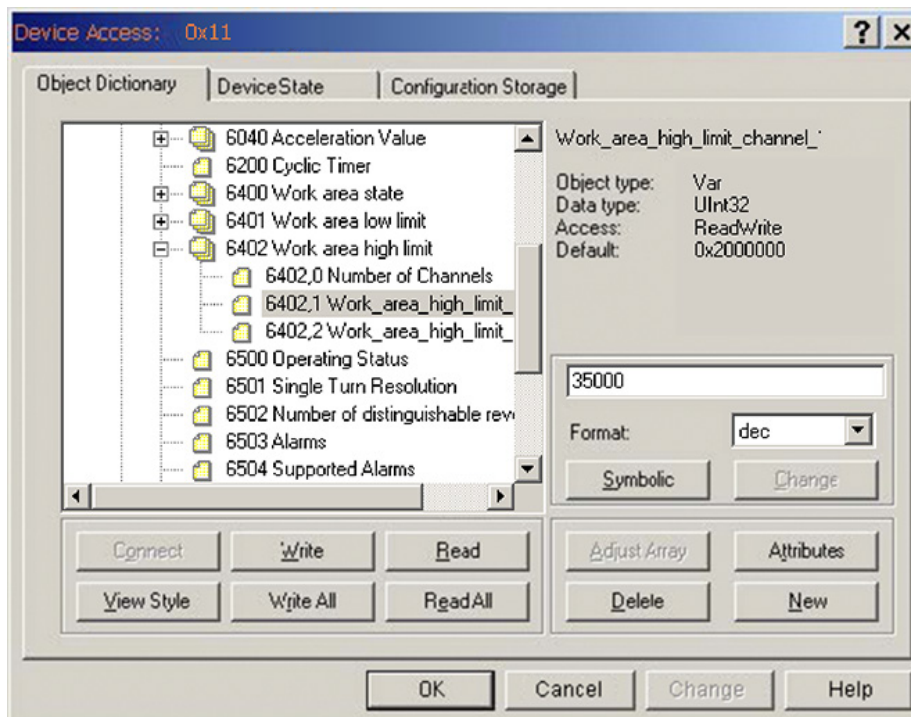 Device Access: 0x11
Object Dictionary
DeviceState
Configuration Storage
6040 Acceleration Value
6200 Cyclic Timer
6400 Work area state
6401 Work area low limit
6402 Work area high limit
6402,0 Number of Channels
6402,1 Work_area_high_limit_
6402,2 Work_area_high_limit_
6500 Operating Status
6501 Single Turn Resolution
6502 Number of distinguishable rev
6503 Alarms
6504 Supported Alarms
Work_area_high_limit_channel_
Object type: Var
Data type: UInt32
Access: ReadWrite
Default: 0x2000000
35000
Format: dec
Symbolic
Change
Connect
Write
Read
View Style
Write All
Read All
Adjust Array
Attributes
Delete
New
OK
Cancel
Change
Help